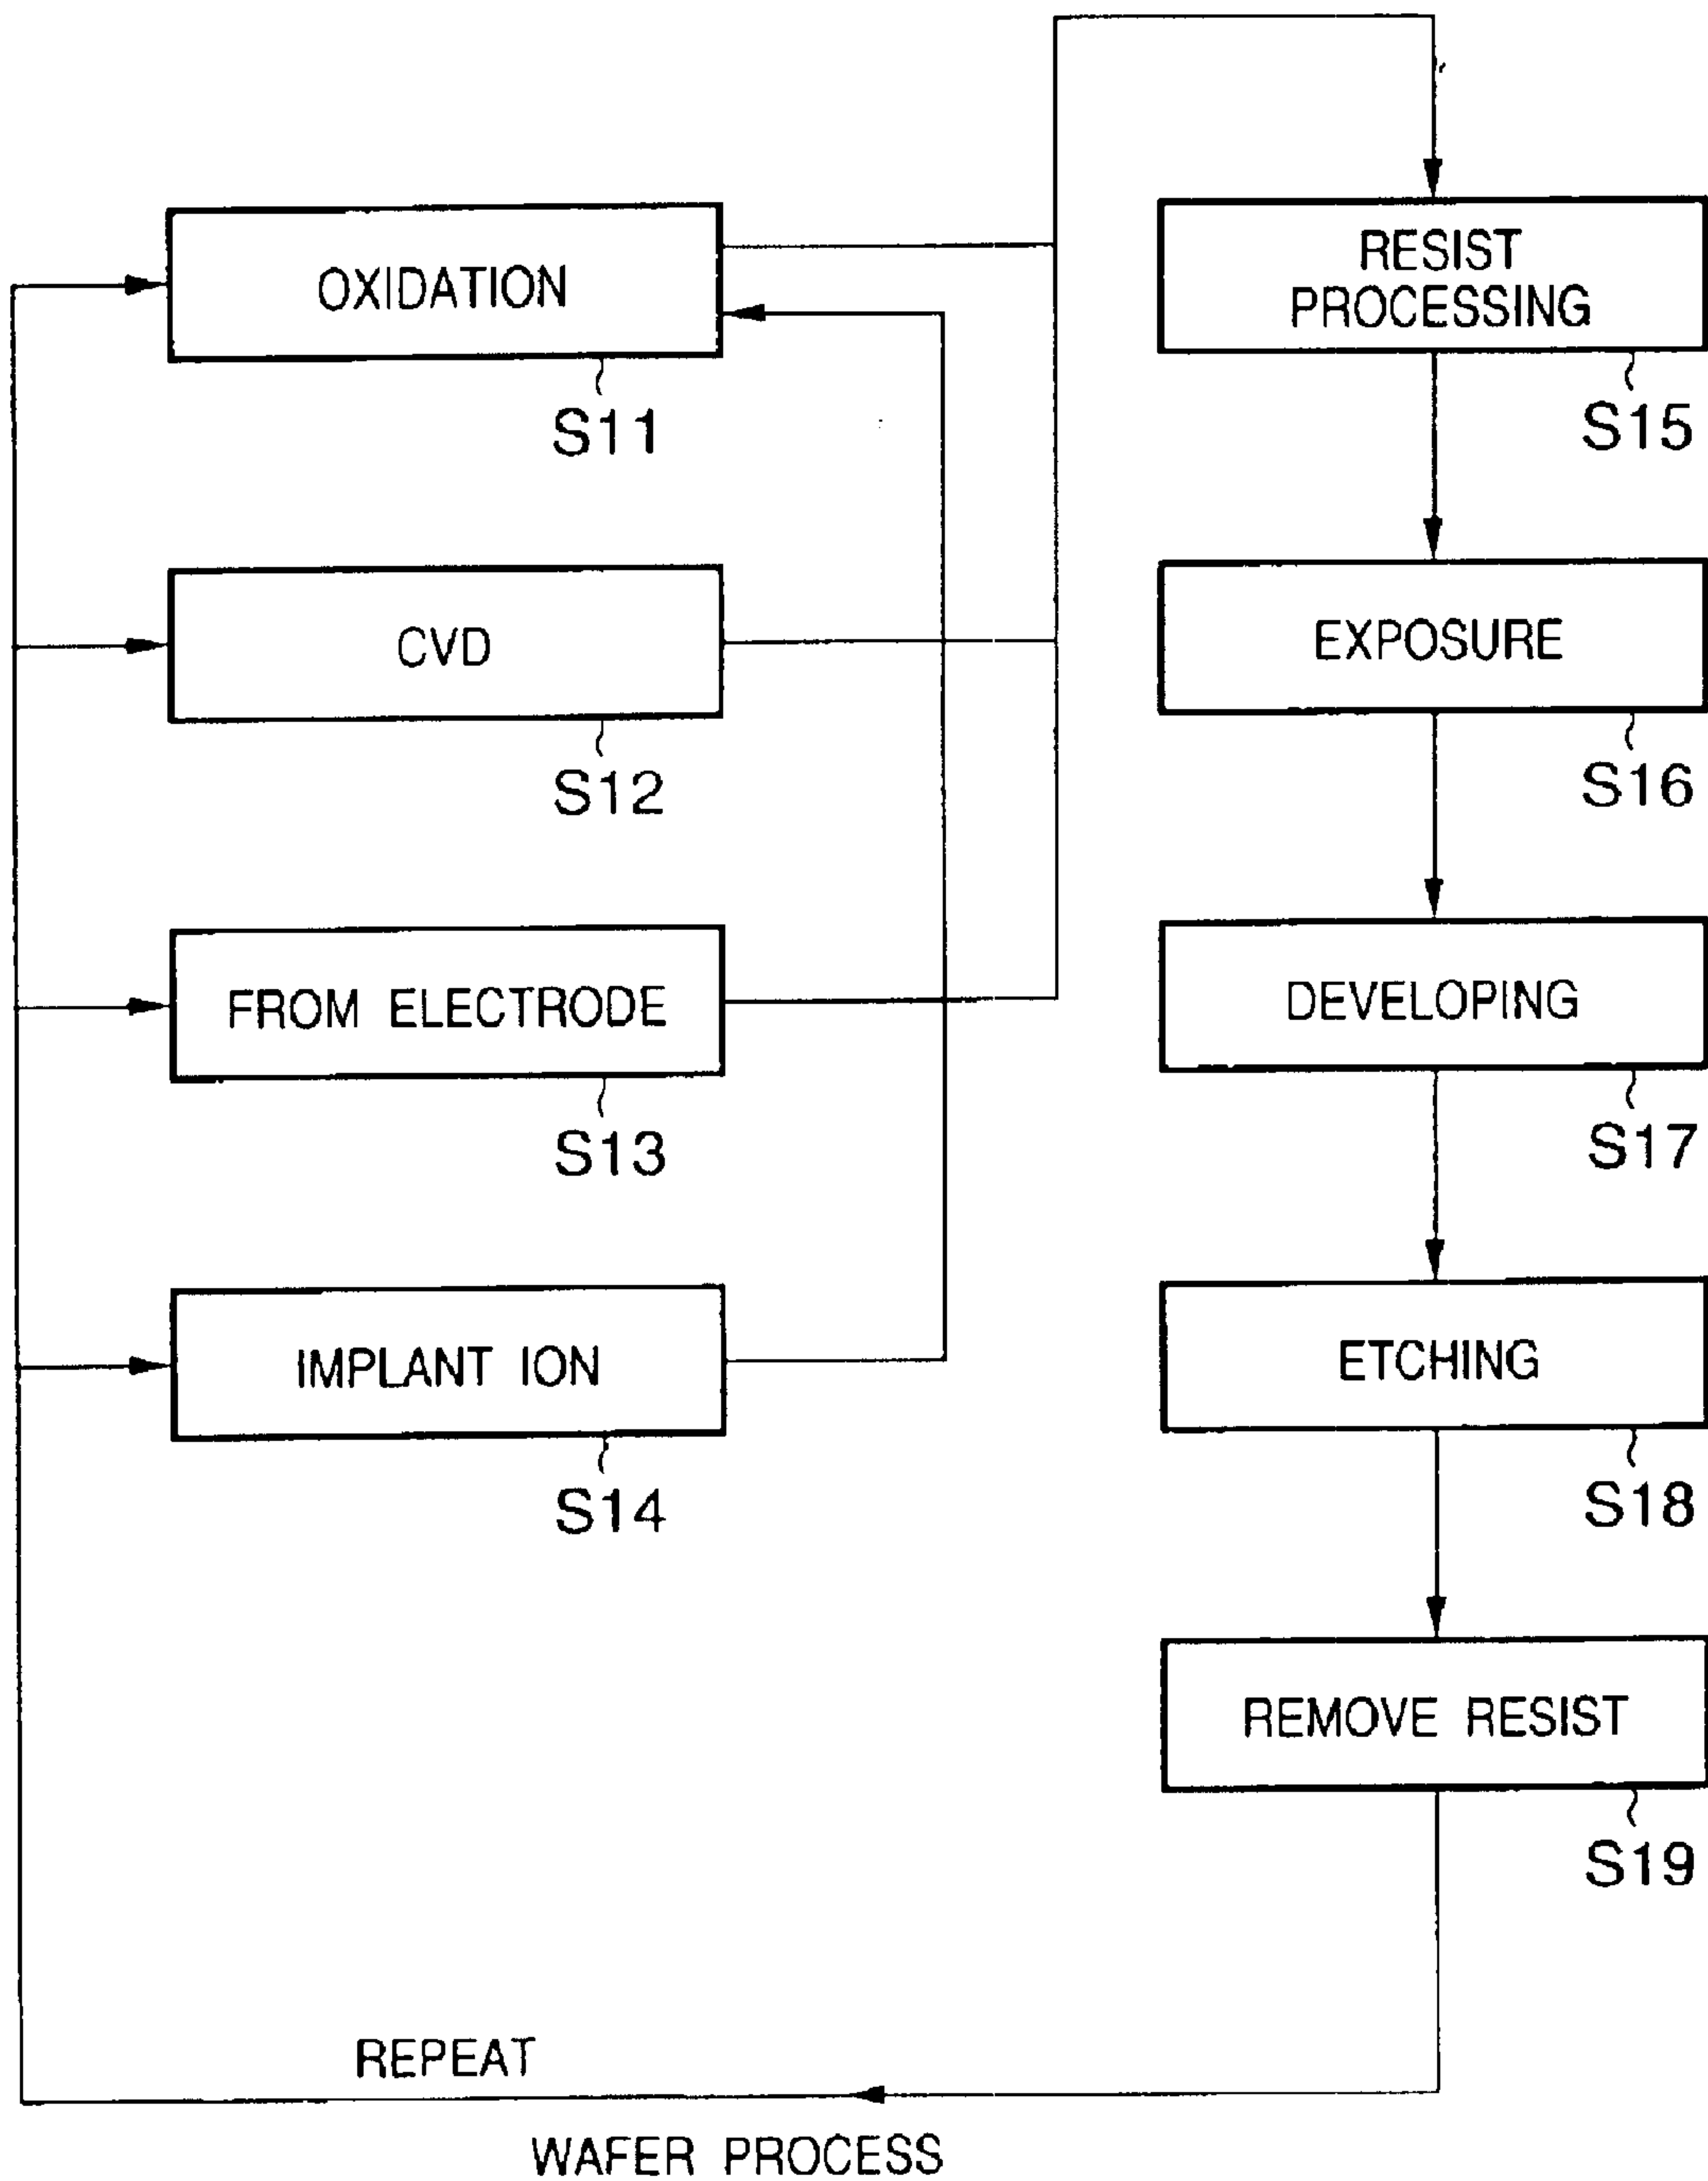 OXIDATION
S11
CVD
S12
FROM ELECTRODE
S13
IMPLANT ION
S14
RESIST
PROCESSING
S15
EXPOSURE
S16
DEVELOPING
S17
ETCHING
S18
REMOVE RESIST
S19
REPEAT
WAFER PROCESS